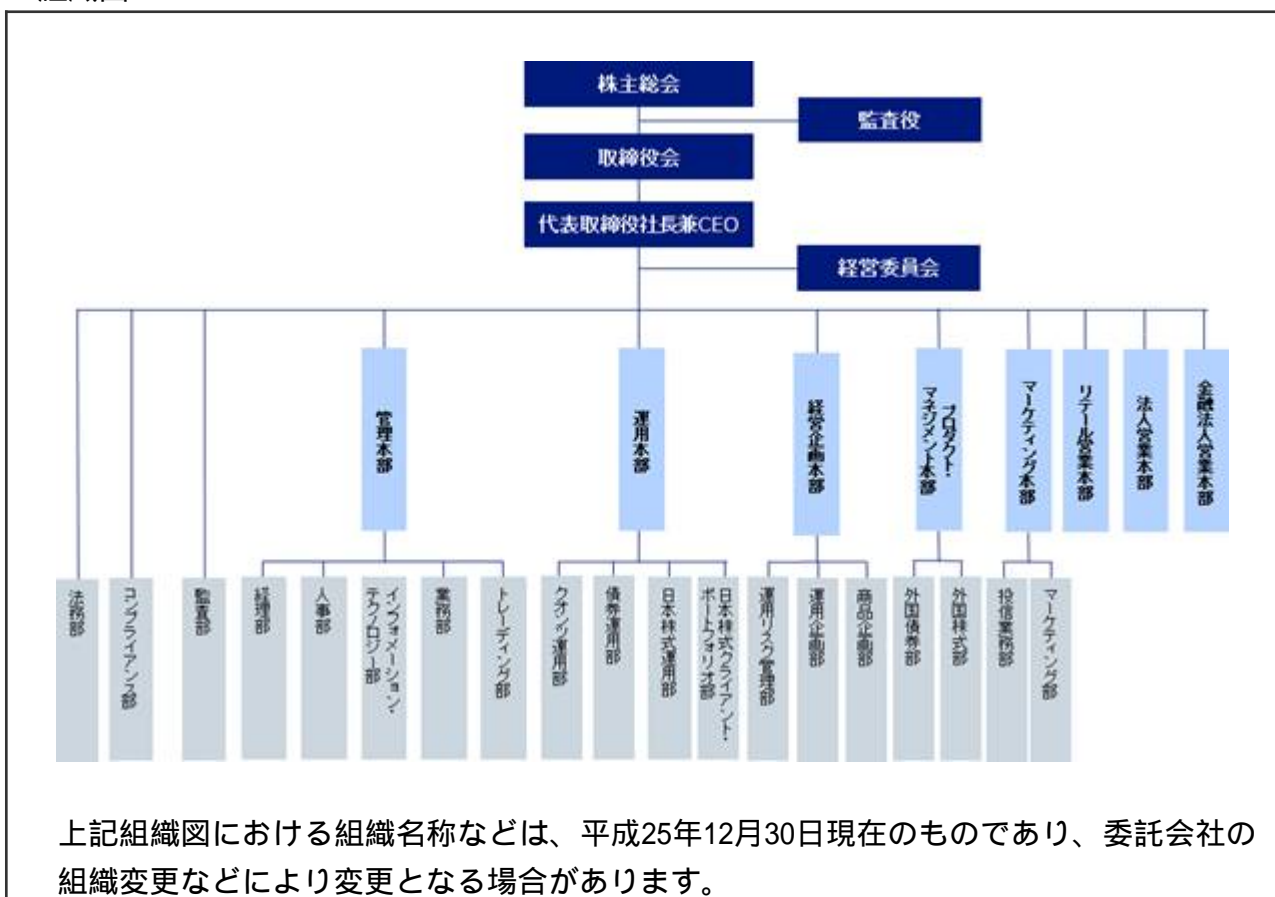 株主総会
監査役
取締役会
代表取締役社長兼CEO
経営委員会
管理本部
運用本部
経営企画本部
プロダクト・
マネジメント本部
マーケティング本部
リテール営業本部
法人営業本部
金融法人営業本部
法務部
コンプライアンス部
監査部
経理部
人事部
インフォメーション・
テクノロジー部
業務部
トレーディング部
クオンツ運用部
債券運用部
日本株式運用部
日本株式クライアント・
ポートフォリオ部
運用リスク管理部
運用企画部
商品企画部
外国債券部
外国株式部
投信業務部
マーケティング部
上記組織図における組織名称などは、平成25年12月30日現在のものであり、委託会社の
組織変更などにより変更となる場合があります。